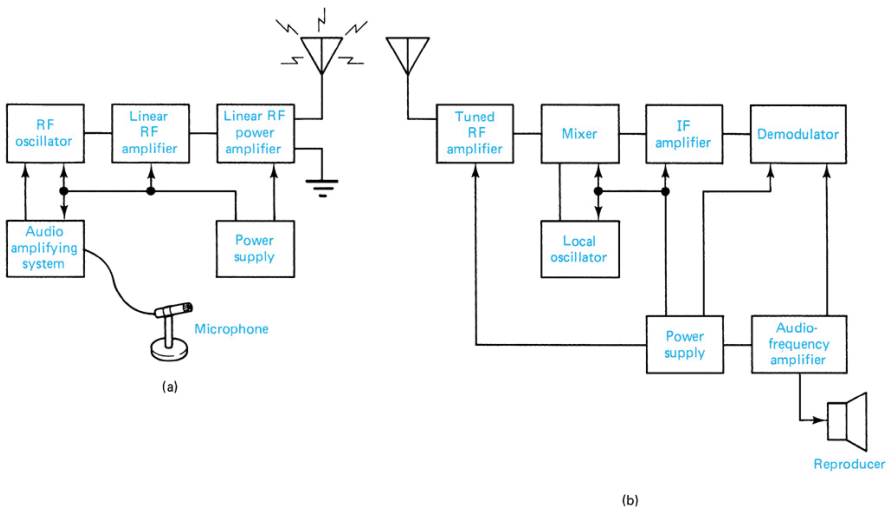 RF
oscillator
Linear
RF
amplifier
Linear RF
power
amplifier
Audio
amplifying
system
Power
supply
Microphone
(a)
Tuned
RF
amplifier
Mixer
IF
amplifier
Demodulator
Local
oscillator
Power
supply
Audio-
frequency
amplifier
Reproducer
(b)